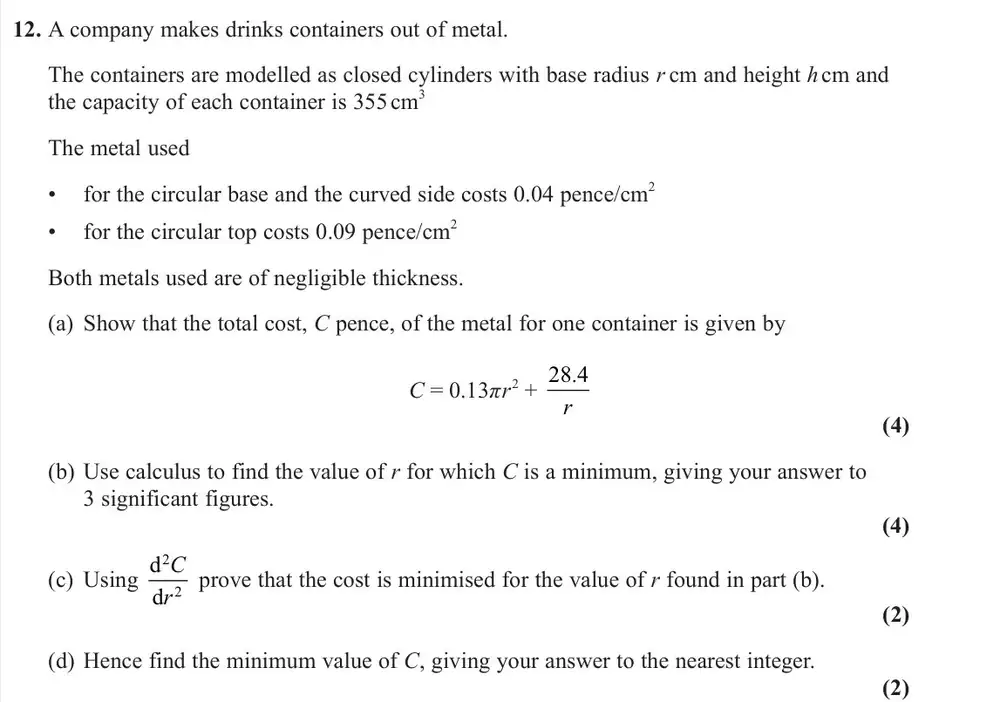 12. A company makes drinks containers out of metal.
The containers are modelled as closed cylinders with base radius r cm and height h cm and
the capacity of each container is 355 cm³
The metal used
• for the circular base and the curved side costs 0.04 pence/cm²
• for the circular top costs 0.09 pence/cm²
Both metals used are of negligible thickness.
(a) Show that the total cost, C pence, of the metal for one container is given by
C = 0.13πr² + 28.4/r
(4)
(b) Use calculus to find the value of r for which C is a minimum, giving your answer to
3 significant figures.
(4)
(c) Using d²C/dr² prove that the cost is minimised for the value of r found in part (b).
(2)
(d) Hence find the minimum value of C, giving your answer to the nearest integer.
(2)